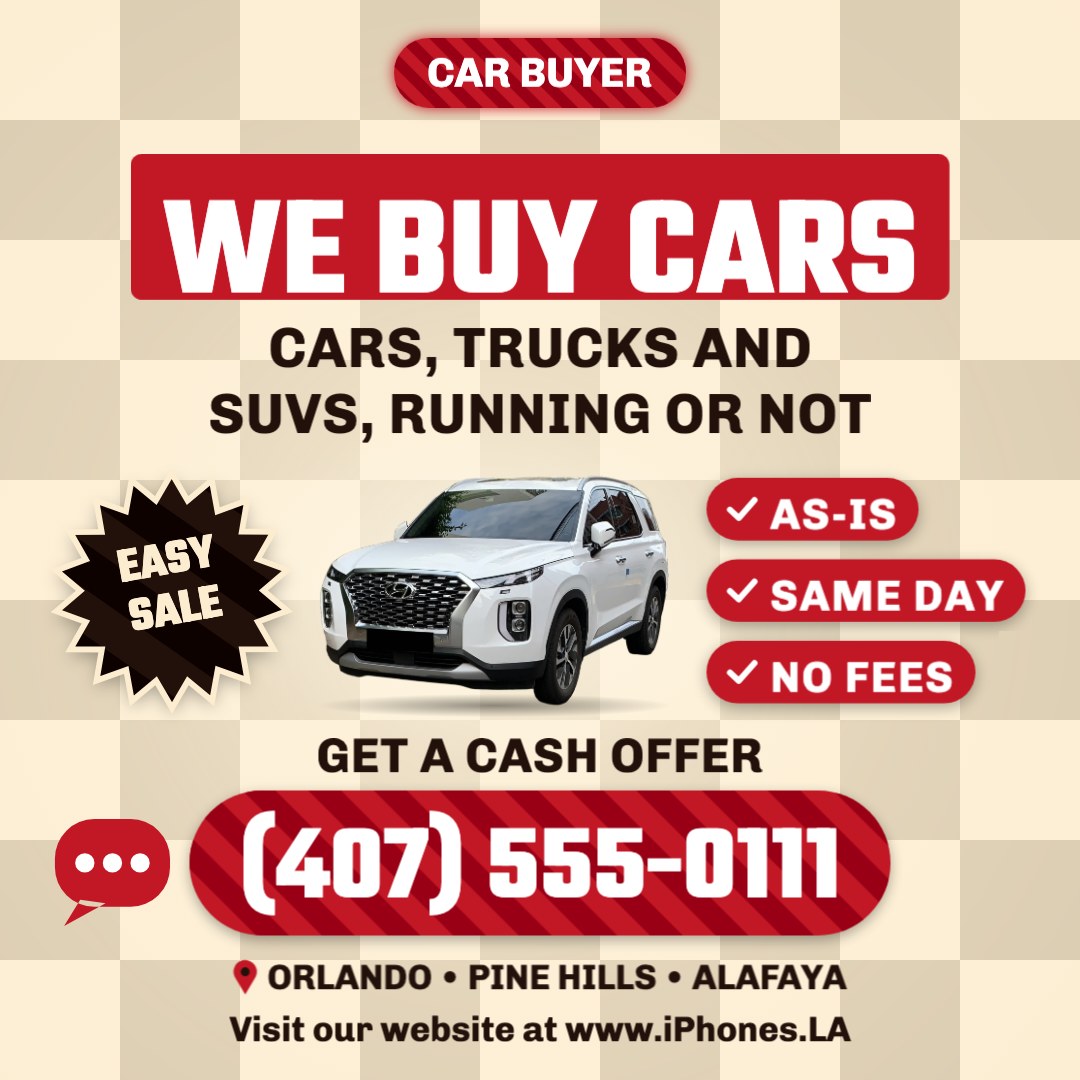 CAR BUYER
WE BUY CARS
CARS, TRUCKS AND
SUVS, RUNNING OR NOT
EASY
SALE
AS-IS
SAME DAY
NO FEES
GET A CASH OFFER
(407) 555-0111
ORLANDO • PINE HILLS • ALAFAYA
Visit our website at www.iPhones.LA